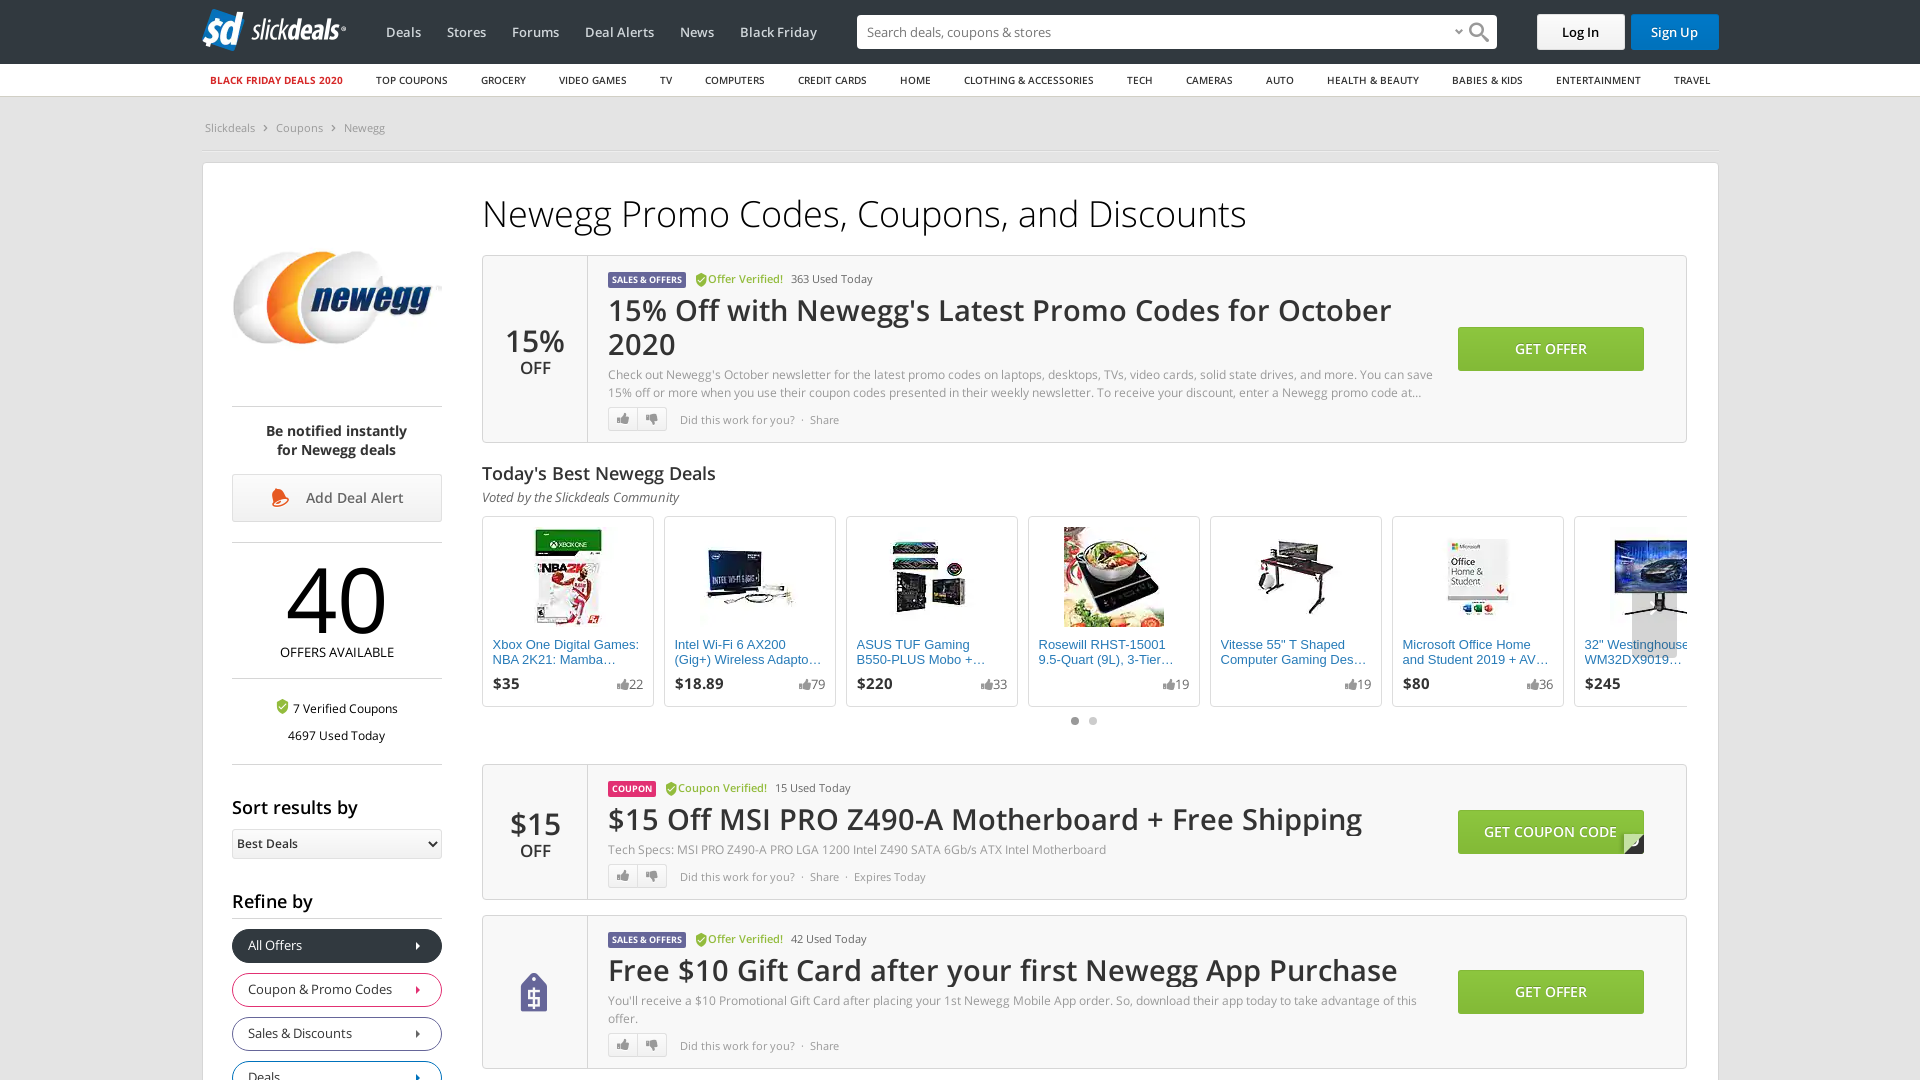 slickdeals
Deals
Stores
Forums
Deal Alerts
News
Black Friday
Search deals, coupons & stores
Log In
Sign Up
BLACK FRIDAY DEALS 2020
TOP COUPONS
GROCERY
VIDEO GAMES
TV
COMPUTERS
CREDIT CARDS
HOME
CLOTHING & ACCESSORIES
TECH
CAMERAS
AUTO
HEALTH & BEAUTY
BABIES & KIDS
ENTERTAINMENT
TRAVEL
Slickdeals > Coupons > Newegg
newegg
Be notified instantly
for Newegg deals
Add Deal Alert
40
OFFERS AVAILABLE
7 Verified Coupons
4697 Used Today
Sort results by
Best Deals
Refine by
All Offers
Coupon & Promo Codes
Sales & Discounts
Deals
Newegg Promo Codes, Coupons, and Discounts
15%
OFF
SALES & OFFERS Offer Verified! 363 Used Today
15% Off with Newegg's Latest Promo Codes for October
2020
Check out Newegg's October newsletter for the latest promo codes on laptops, desktops, TVs, video cards, solid state drives, and more. You can save
15% off or more when you use their coupon codes presented in their weekly newsletter. To receive your discount, enter a Newegg promo code at...
Did this work for you? · Share
GET OFFER
Today's Best Newegg Deals
Voted by the Slickdeals Community
Xbox One Digital Games:
NBA 2K21: Mamba…
$35
22
Intel Wi-Fi 6 AX200
(Gig+) Wireless Adapto…
$18.89
79
ASUS TUF Gaming
B550-PLUS Mobo +…
$220
33
Rosewill RHST-15001
9.5-Quart (9L), 3-Tier…
19
Vitesse 55" T Shaped
Computer Gaming Des…
19
Microsoft Office Home
and Student 2019 + AV…
$80
36
32" Westinghouse
WM32DX9019…
$245
$15
OFF
COUPON Coupon Verified! 15 Used Today
$15 Off MSI PRO Z490-A Motherboard + Free Shipping
Tech Specs: MSI PRO Z490-A PRO LGA 1200 Intel Z490 SATA 6Gb/s ATX Intel Motherboard
Did this work for you? · Share · Expires Today
GET COUPON CODE
SALES & OFFERS Offer Verified! 42 Used Today
Free $10 Gift Card after your first Newegg App Purchase
You'll receive a $10 Promotional Gift Card after placing your 1st Newegg Mobile App order. So, download their app today to take advantage of this
offer.
Did this work for you? · Share
GET OFFER